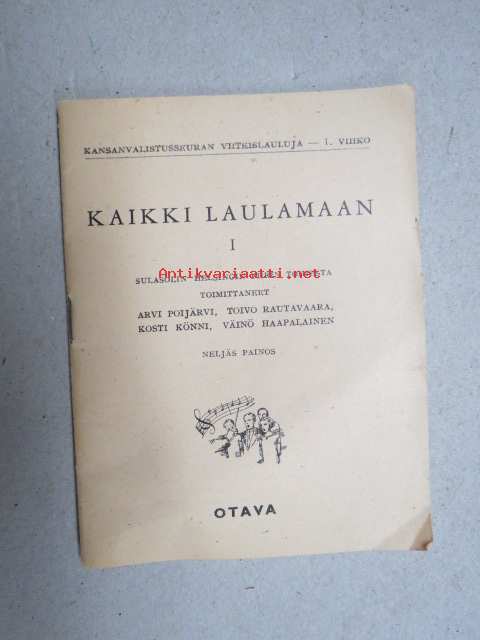 KANSANVALISTUSSEURAN YHTEISLAULUJA — 1. VIHKO
KAIKKI LAULAMAAN
I
Antikvariaatti.net
SULASOLIN
TOIMITTANEET
ARVI POIJÄRVI, TOIVO RAUTAVAARA,
KOSTI KÖNNI, VÄINÖ HAAPALAINEN
NELJÄS PAINOS
OTAVA